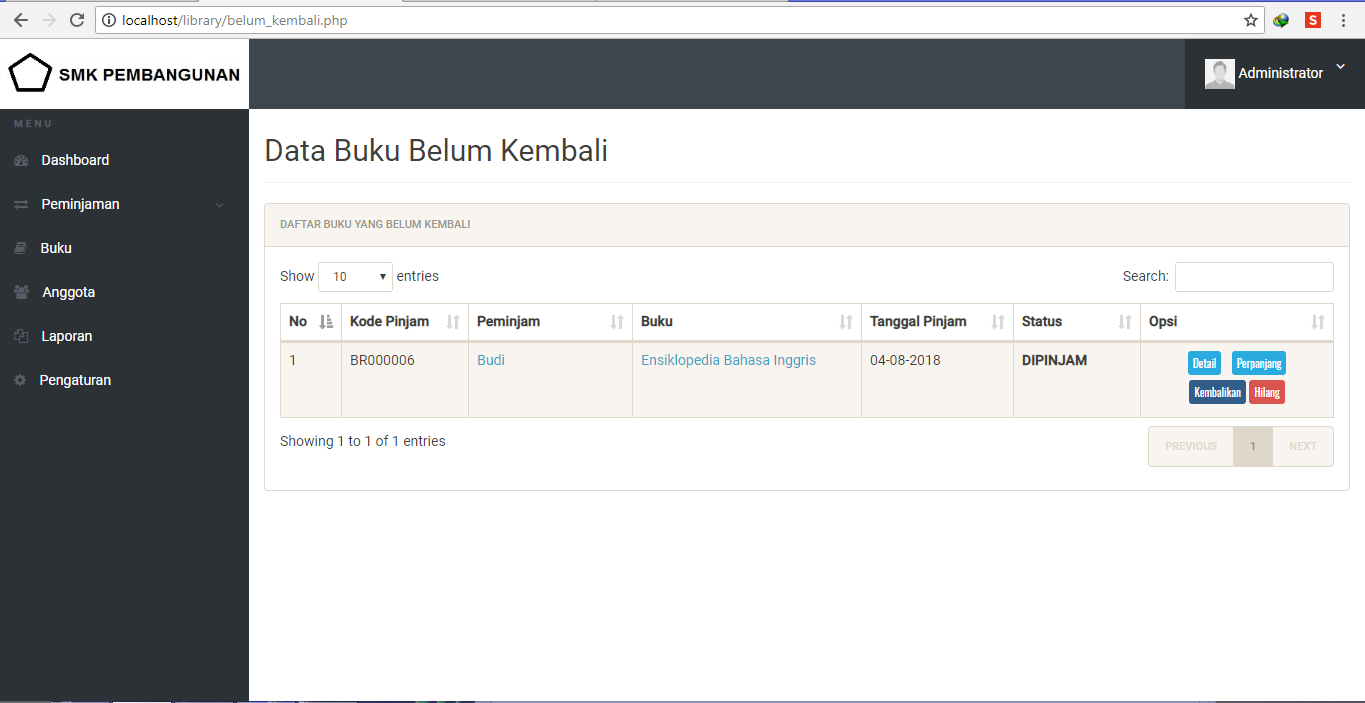 localhost/library/belum_kembali.php
S
SMK PEMBANGUNAN
Administrator
MENU
Dashboard
Peminjaman
Buku
Anggota
Laporan
Pengaturan
Data Buku Belum Kembali
DAFTAR BUKU YANG BELUM KEMBALI
Show 10 entries
Search:
No Kode Pinjam Peminjam Buku Tanggal Pinjam Status Opsi
1 BR000006 Budi Ensiklopedia Bahasa Inggris 04-08-2018 DIPINJAM Detail Perpanjang
Kembalikan Hilang
Showing 1 to 1 of 1 entries
PREVIOUS 1 NEXT